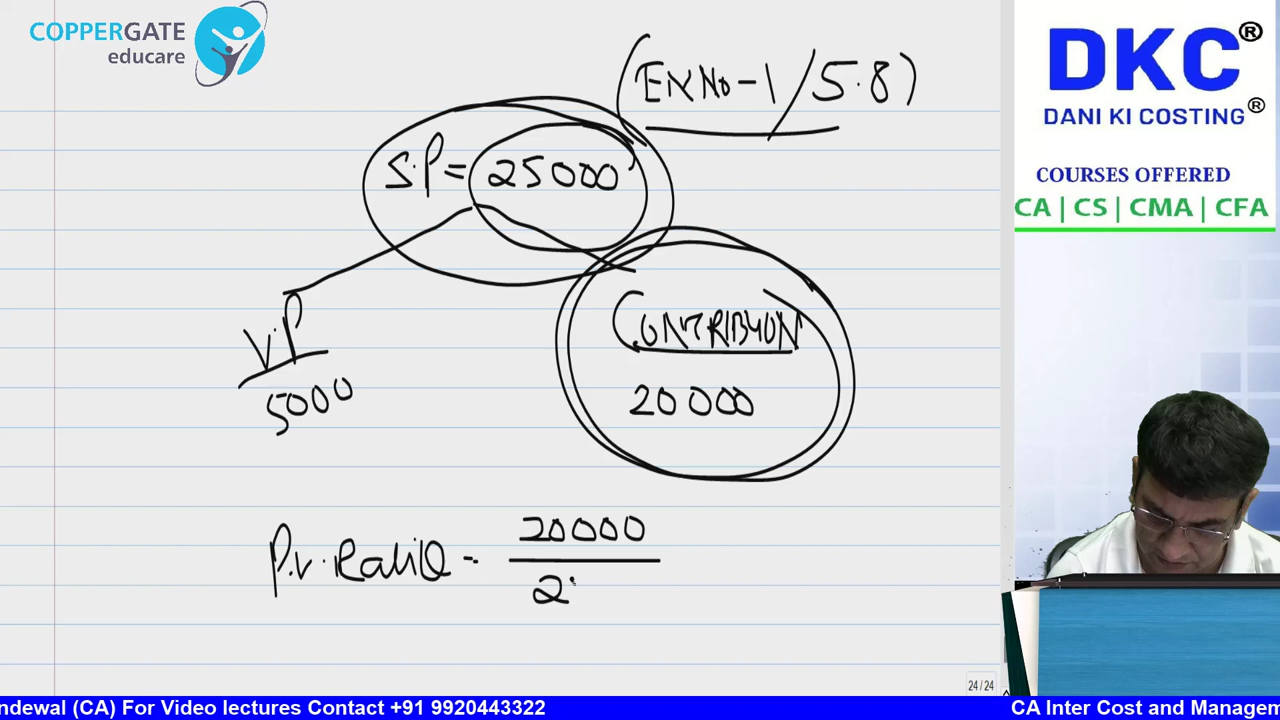 COPPERGATE
educare
(Ex No - 1 / 5.8)
S.P = 25000
V.P
5000
CONTRIBUTION
20000
P.v. Ratio = 20000
2
24 / 24
DKC®
DANI KI COSTING®
COURSES OFFERED
CA | CS | CMA | CFA
ndewal (CA) For Video lectures Contact +91 9920443322
CA Inter Cost and Managem